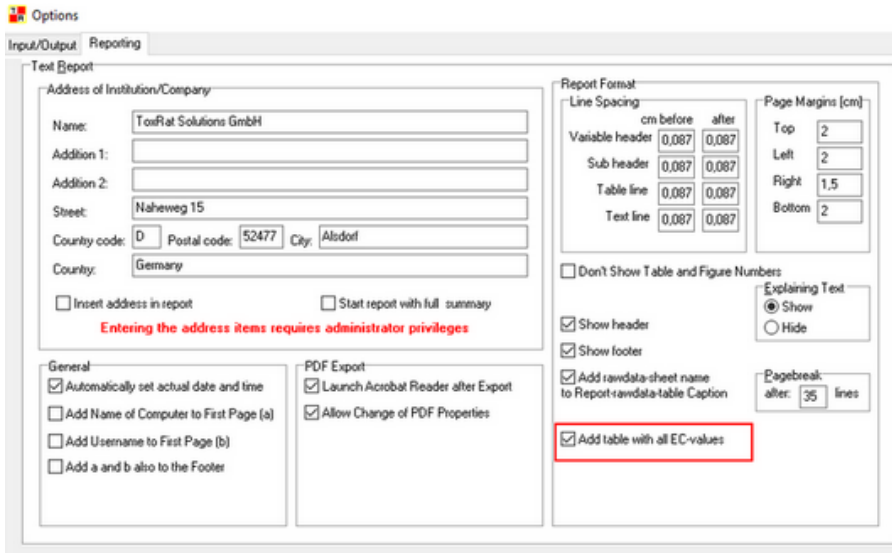 Options
Input/Output Reporting
Text Report
Address of Institution/Company
Name: ToxRat Solutions GmbH
Addition 1:
Addition 2:
Street: Naheweg 15
Country code: D Postal code: 52477 City: Alsdorf
Country: Germany
Insert address in report Start report with full summary
Entering the address items requires administrator privileges
General
Automatically set actual date and time
Add Name of Computer to First Page (a)
Add Username to First Page (b)
Add a and b also to the Footer
PDF Export
Launch Acrobat Reader after Export
Allow Change of PDF Properties
Report Format
Line Spacing
cm before after
Variable header 0,087 0,087
Sub header 0,087 0,087
Table line 0,087 0,087
Text line 0,087 0,087
Page Margins [cm]
Top 2
Left 2
Right 1,5
Bottom 2
Don't Show Table and Figure Numbers
Explaining Text
Show
Hide
Show header
Show footer
Add rawdata-sheet name
to Report-rawdata-table Caption
Pagebreak
after: 35 lines
Add table with all EC-values